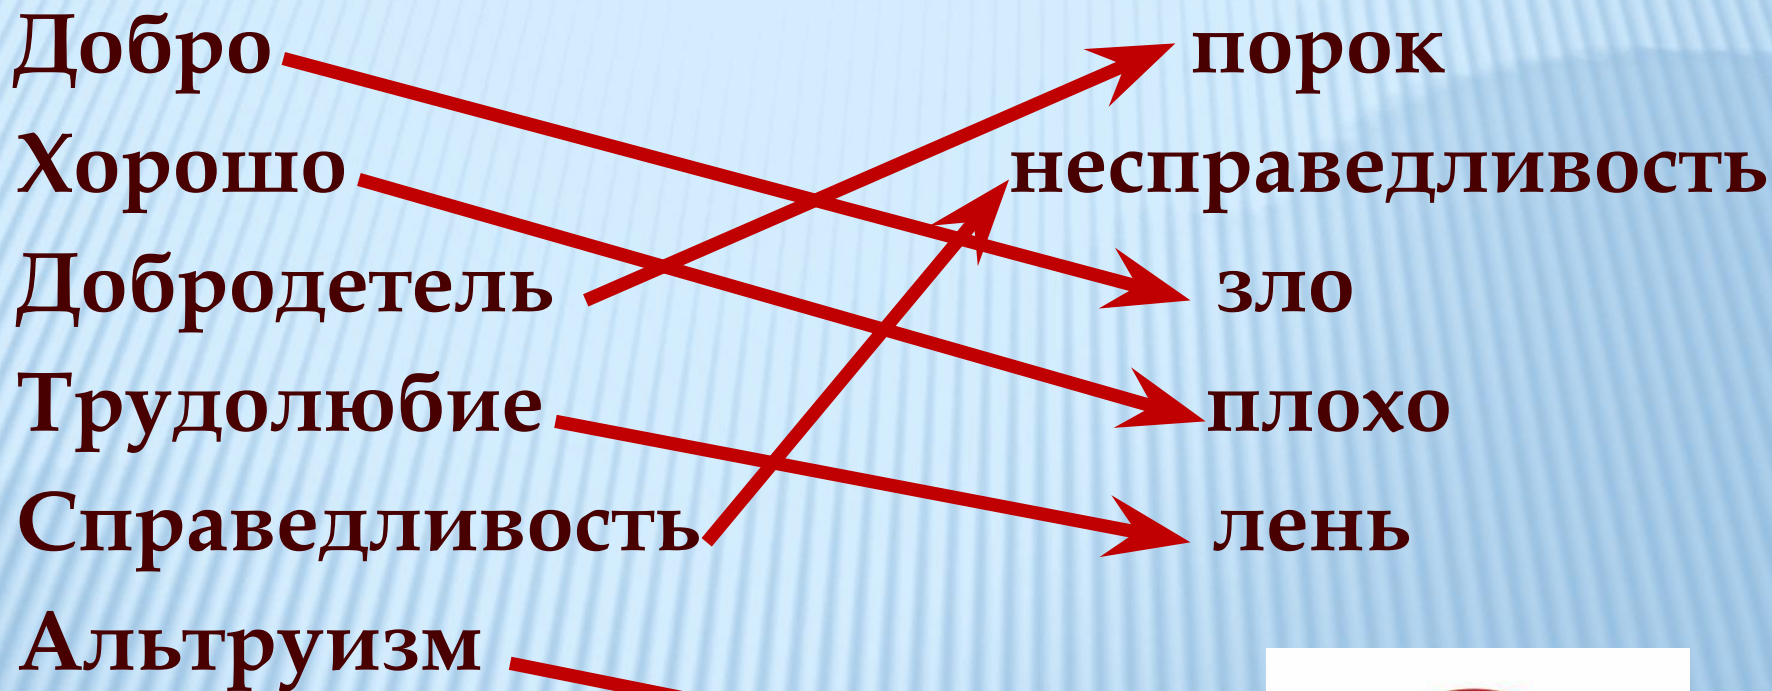 Добро порок
Хорошо несправедливость
Добродетель зло
Трудолюбие плохо
Справедливость лень
Альтруизм